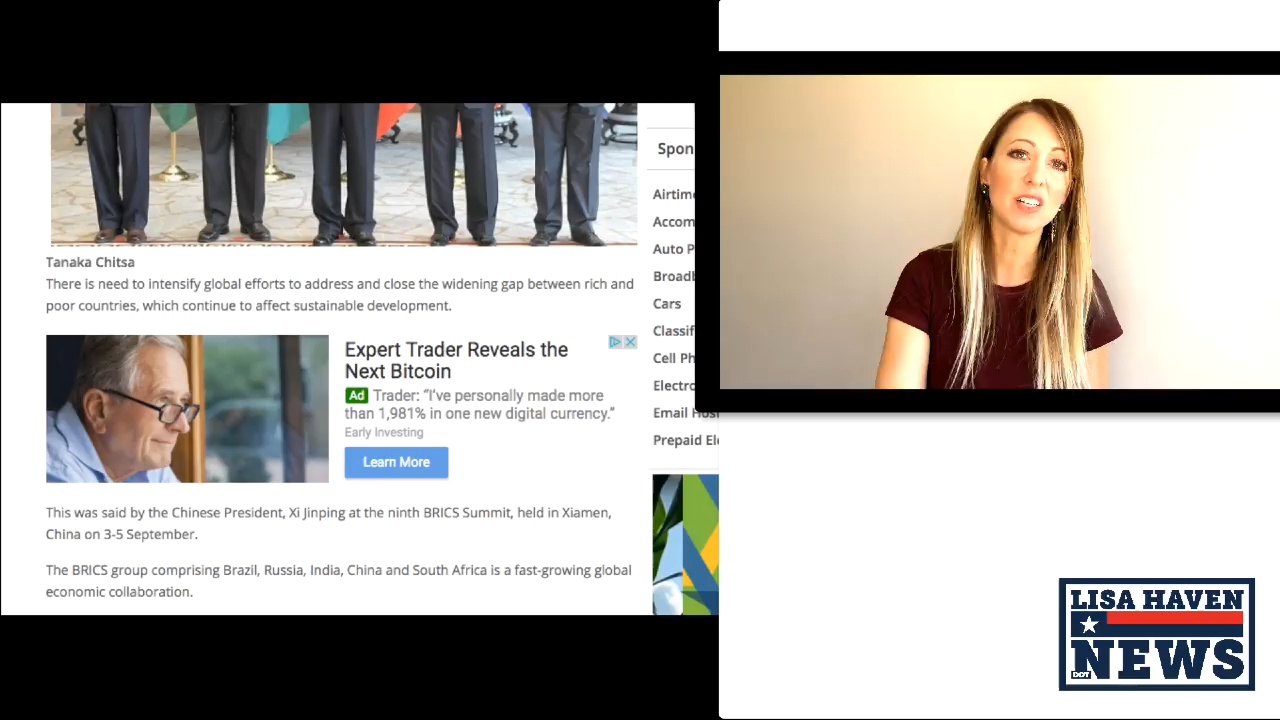 Tanaka Chitsa
There is need to intensify global efforts to address and close the widening gap between rich and
poor countries, which continue to affect sustainable development.
Expert Trader Reveals the
Next Bitcoin
Ad Trader: “I've personally made more
than 1,981% in one new digital currency.”
Early Investing
Learn More
This was said by the Chinese President, Xi Jinping at the ninth BRICS Summit, held in Xiamen,
China on 3-5 September.
The BRICS group comprising Brazil, Russia, India, China and South Africa is a fast-growing global
economic collaboration.
Spon
Airtime
Accom
Auto P
Broadb
Cars
Classif
Cell Ph
Electro
Email Hos
Prepaid Ele
LISA HAVEN
DOT NEWS